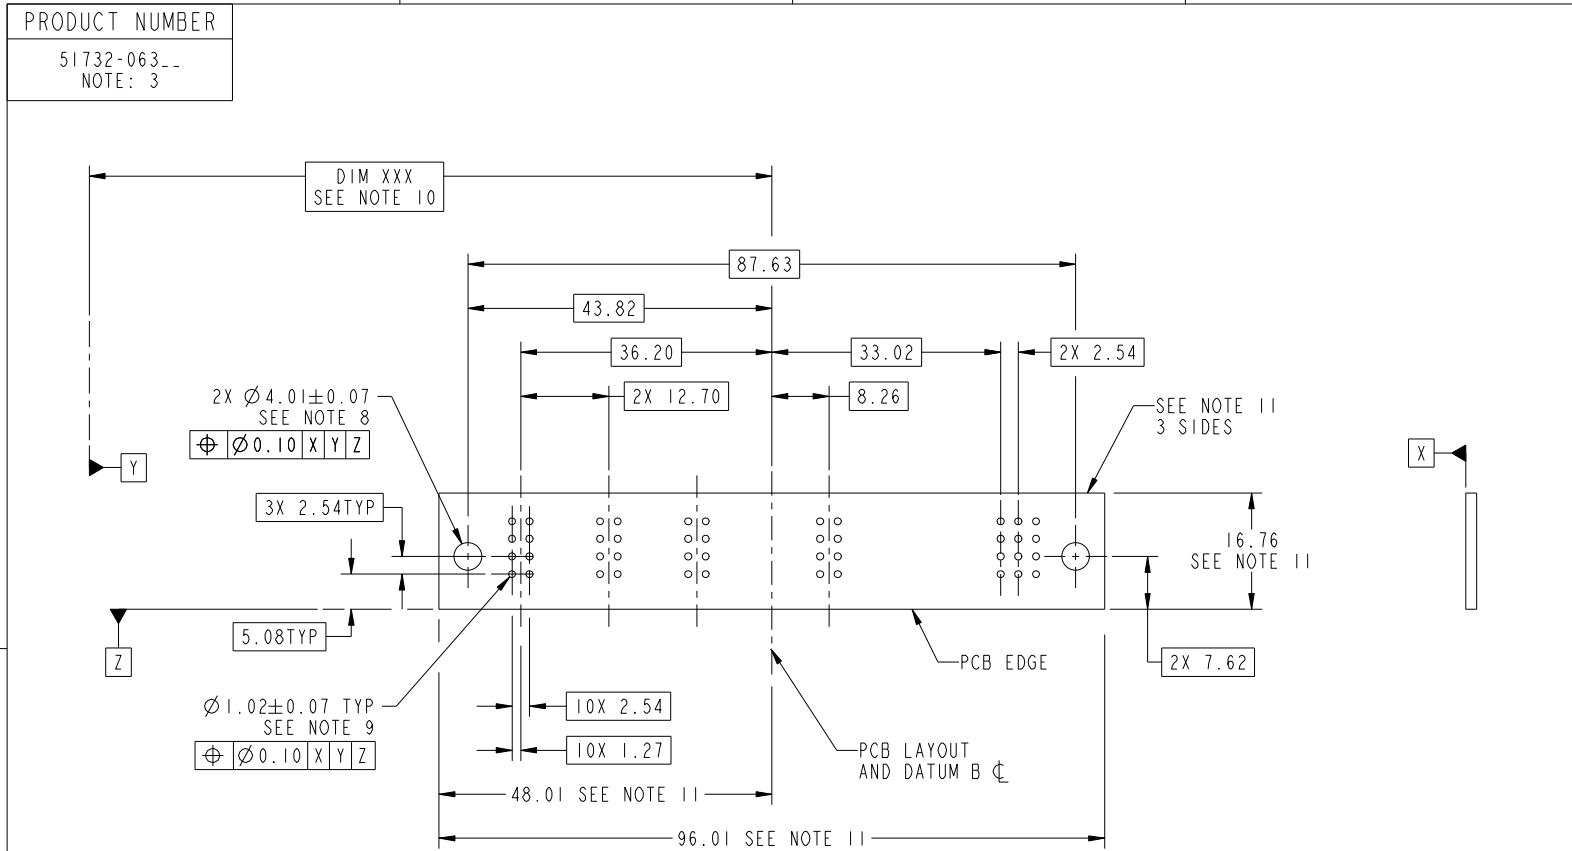 PRODUCT NUMBER
51732-063__
NOTE: 3
DIM XXX
SEE NOTE 10
87.63
43.82
36.20
33.02
2X 2.54
2X Ø4.01±0.07
SEE NOTE 8
⌖ Ø0.10 X Y Z
2X 12.70
8.26
SEE NOTE 11
3 SIDES
Y
X
3X 2.54TYP
16.76
SEE NOTE 11
5.08TYP
Z
PCB EDGE
2X 7.62
Ø1.02±0.07 TYP
SEE NOTE 9
⌖ Ø0.10 X Y Z
10X 2.54
10X 1.27
PCB LAYOUT
AND DATUM B ℄
48.01 SEE NOTE 11
96.01 SEE NOTE 11